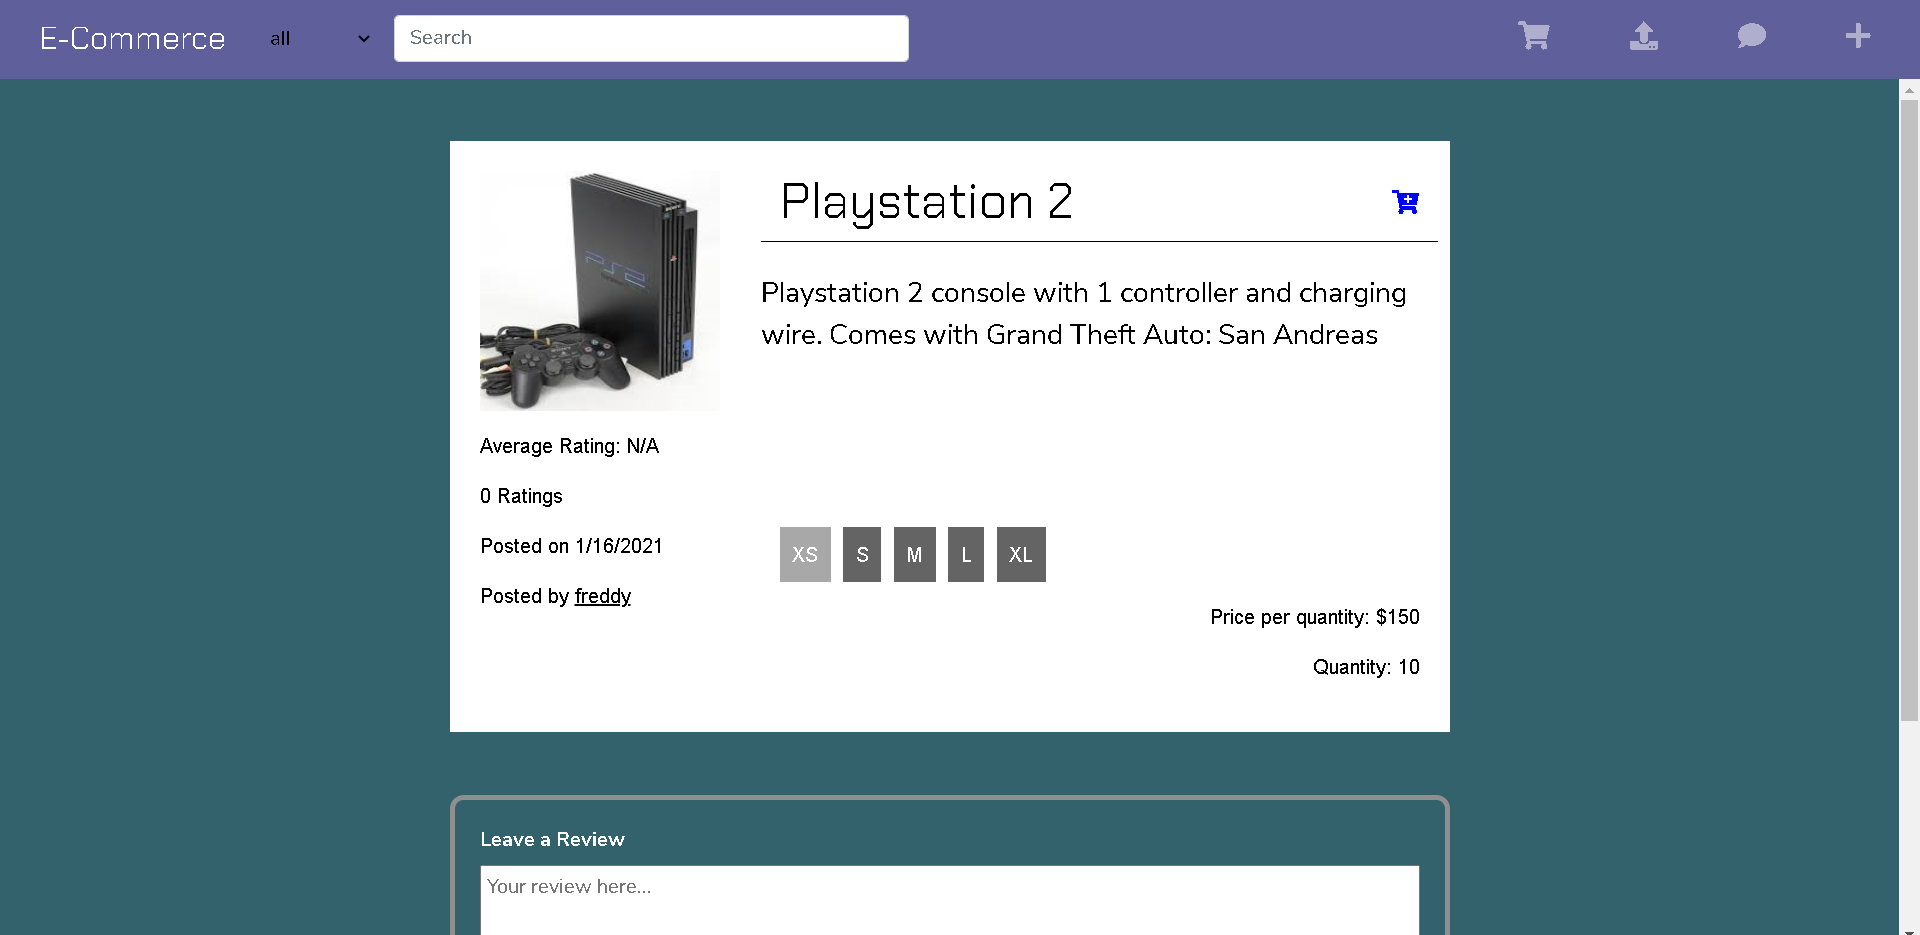 E-Commerce
all
Search
Playstation 2
Playstation 2 console with 1 controller and charging
wire. Comes with Grand Theft Auto: San Andreas
PS2
Average Rating: N/A
0 Ratings
Posted on 1/16/2021
Posted by freddy
XS S M L XL
Price per quantity: $150
Quantity: 10
Leave a Review
Your review here...